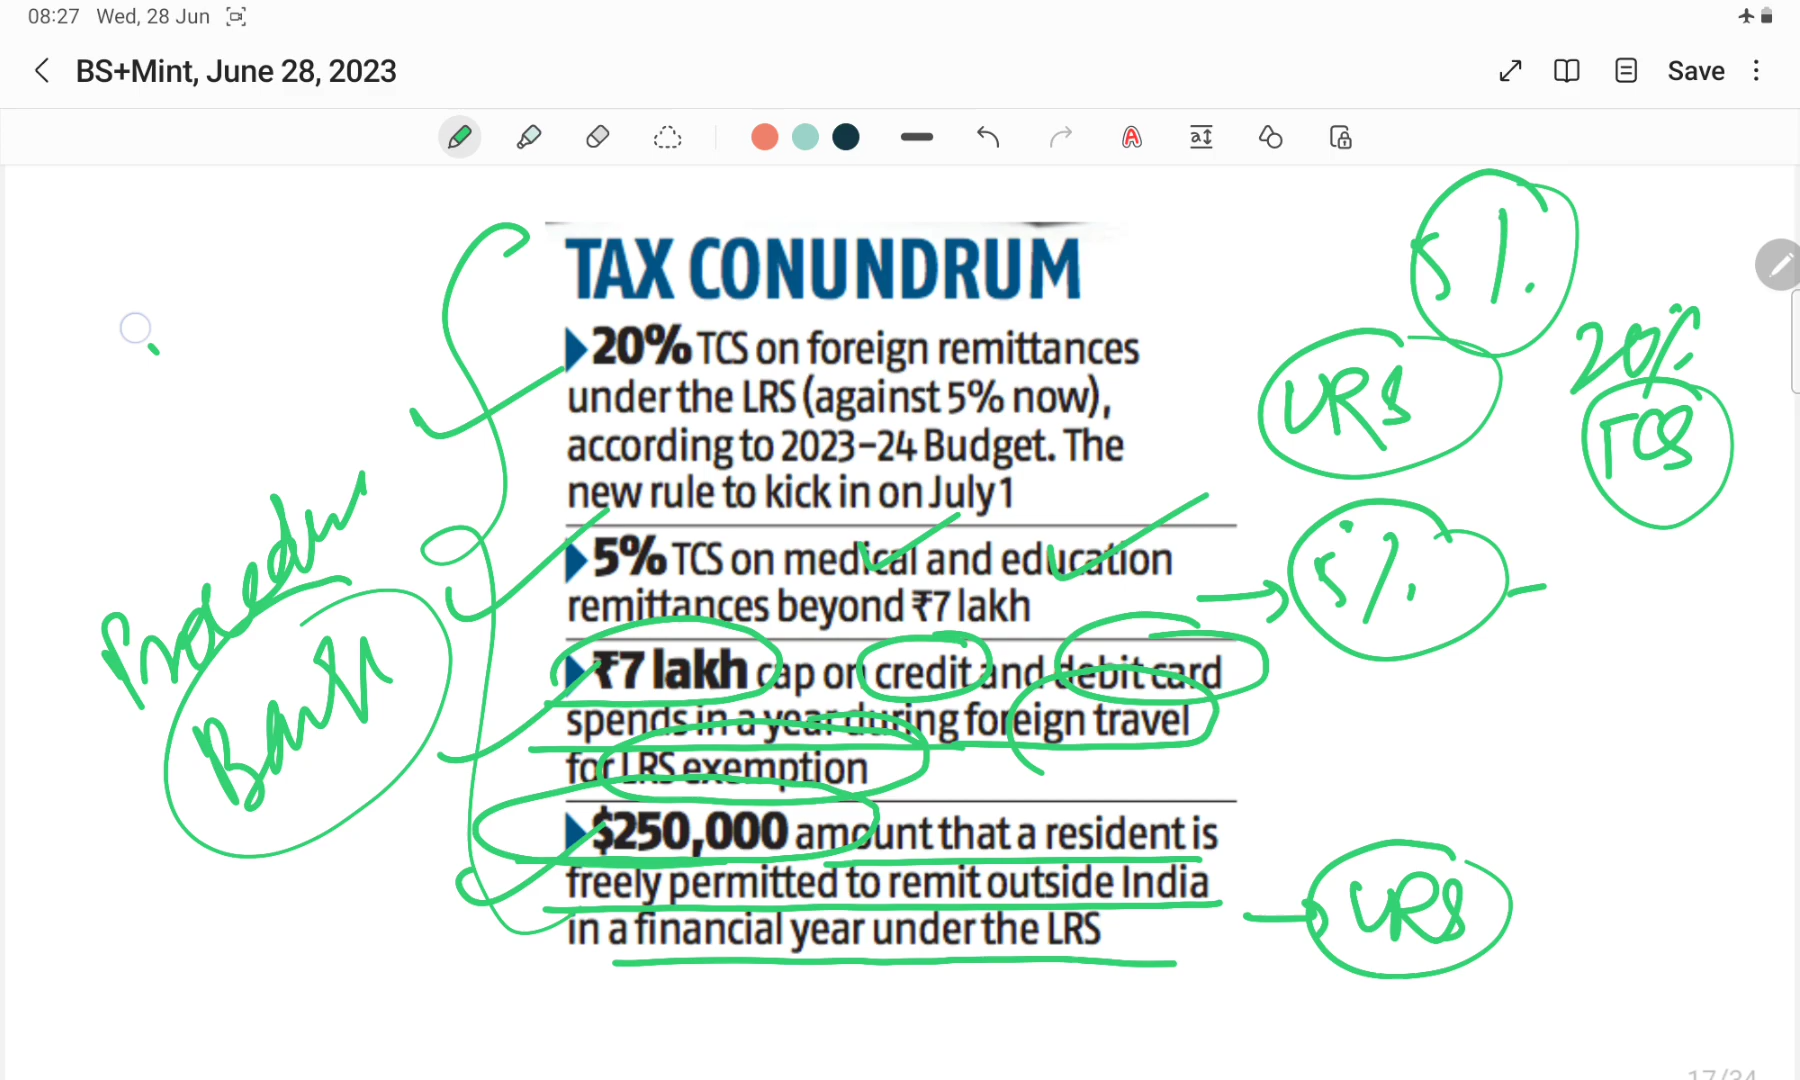 08:27 Wed, 28 Jun
BS+Mint, June 28, 2023
Save
TAX CONUNDRUM
20% TCS on foreign remittances
under the LRS (against 5% now),
according to 2023–24 Budget. The
new rule to kick in on July 1
5% TCS on medical and education
remittances beyond ₹7 lakh
₹7 lakh cap on credit and debit card
spends in a year during foreign travel
for LRS exemption
$250,000 amount that a resident is
freely permitted to remit outside India
in a financial year under the LRS
5%
LRS
20%
TCS
5%
LRS
Bank
17/34